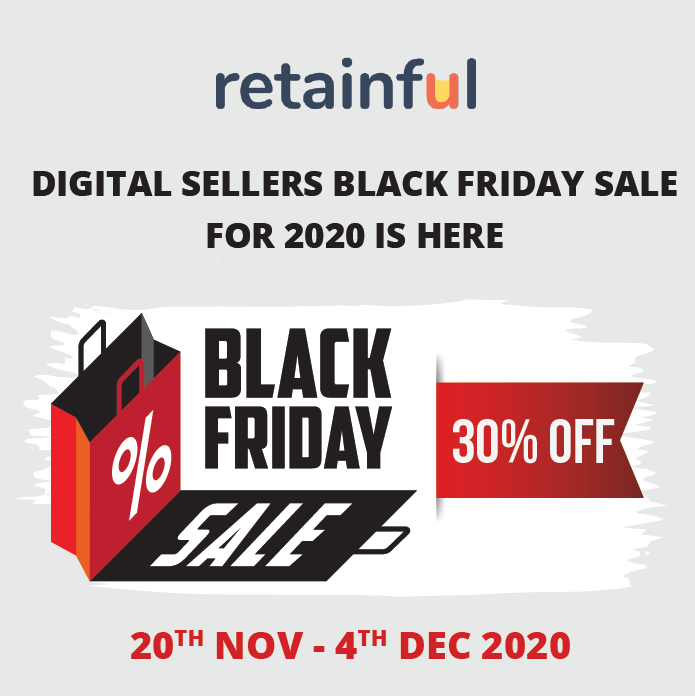 retainful
DIGITAL SELLERS BLACK FRIDAY SALE
FOR 2020 IS HERE
BLACK
FRIDAY
30% OFF
%
SALE
20TH NOV - 4TH DEC 2020